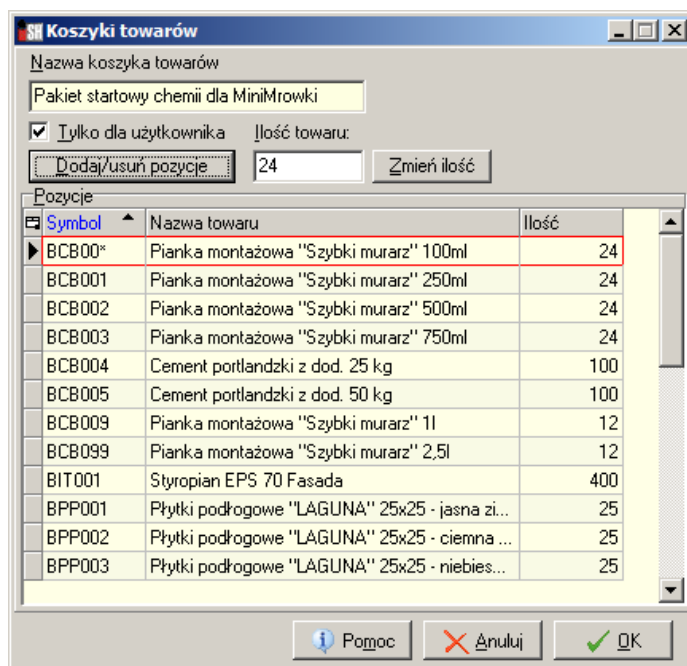 SH Koszyki towarów
Nazwa koszyka towarów
Pakiet startowy chemii dla MiniMrowki
Tylko dla użytkownika Ilość towaru:
Dodaj/usuń pozycje 24 Zmień ilość
Pozycje
Symbol Nazwa towaru Ilość
BCB00* Pianka montażowa "Szybki murarz" 100ml 24
BCB001 Pianka montażowa "Szybki murarz" 250ml 24
BCB002 Pianka montażowa "Szybki murarz" 500ml 24
BCB003 Pianka montażowa "Szybki murarz" 750ml 24
BCB004 Cement portlandzki z dod. 25 kg 100
BCB005 Cement portlandzki z dod. 50 kg 100
BCB009 Pianka montażowa "Szybki murarz" 1l 12
BCB099 Pianka montażowa "Szybki murarz" 2,5l 12
BIT001 Styropian EPS 70 Fasada 400
BPP001 Płytki podłogowe "LAGUNA" 25x25 - jasna zi... 25
BPP002 Płytki podłogowe "LAGUNA" 25x25 - ciemna ... 25
BPP003 Płytki podłogowe "LAGUNA" 25x25 - niebies... 25
Pomoc Anuluj OK